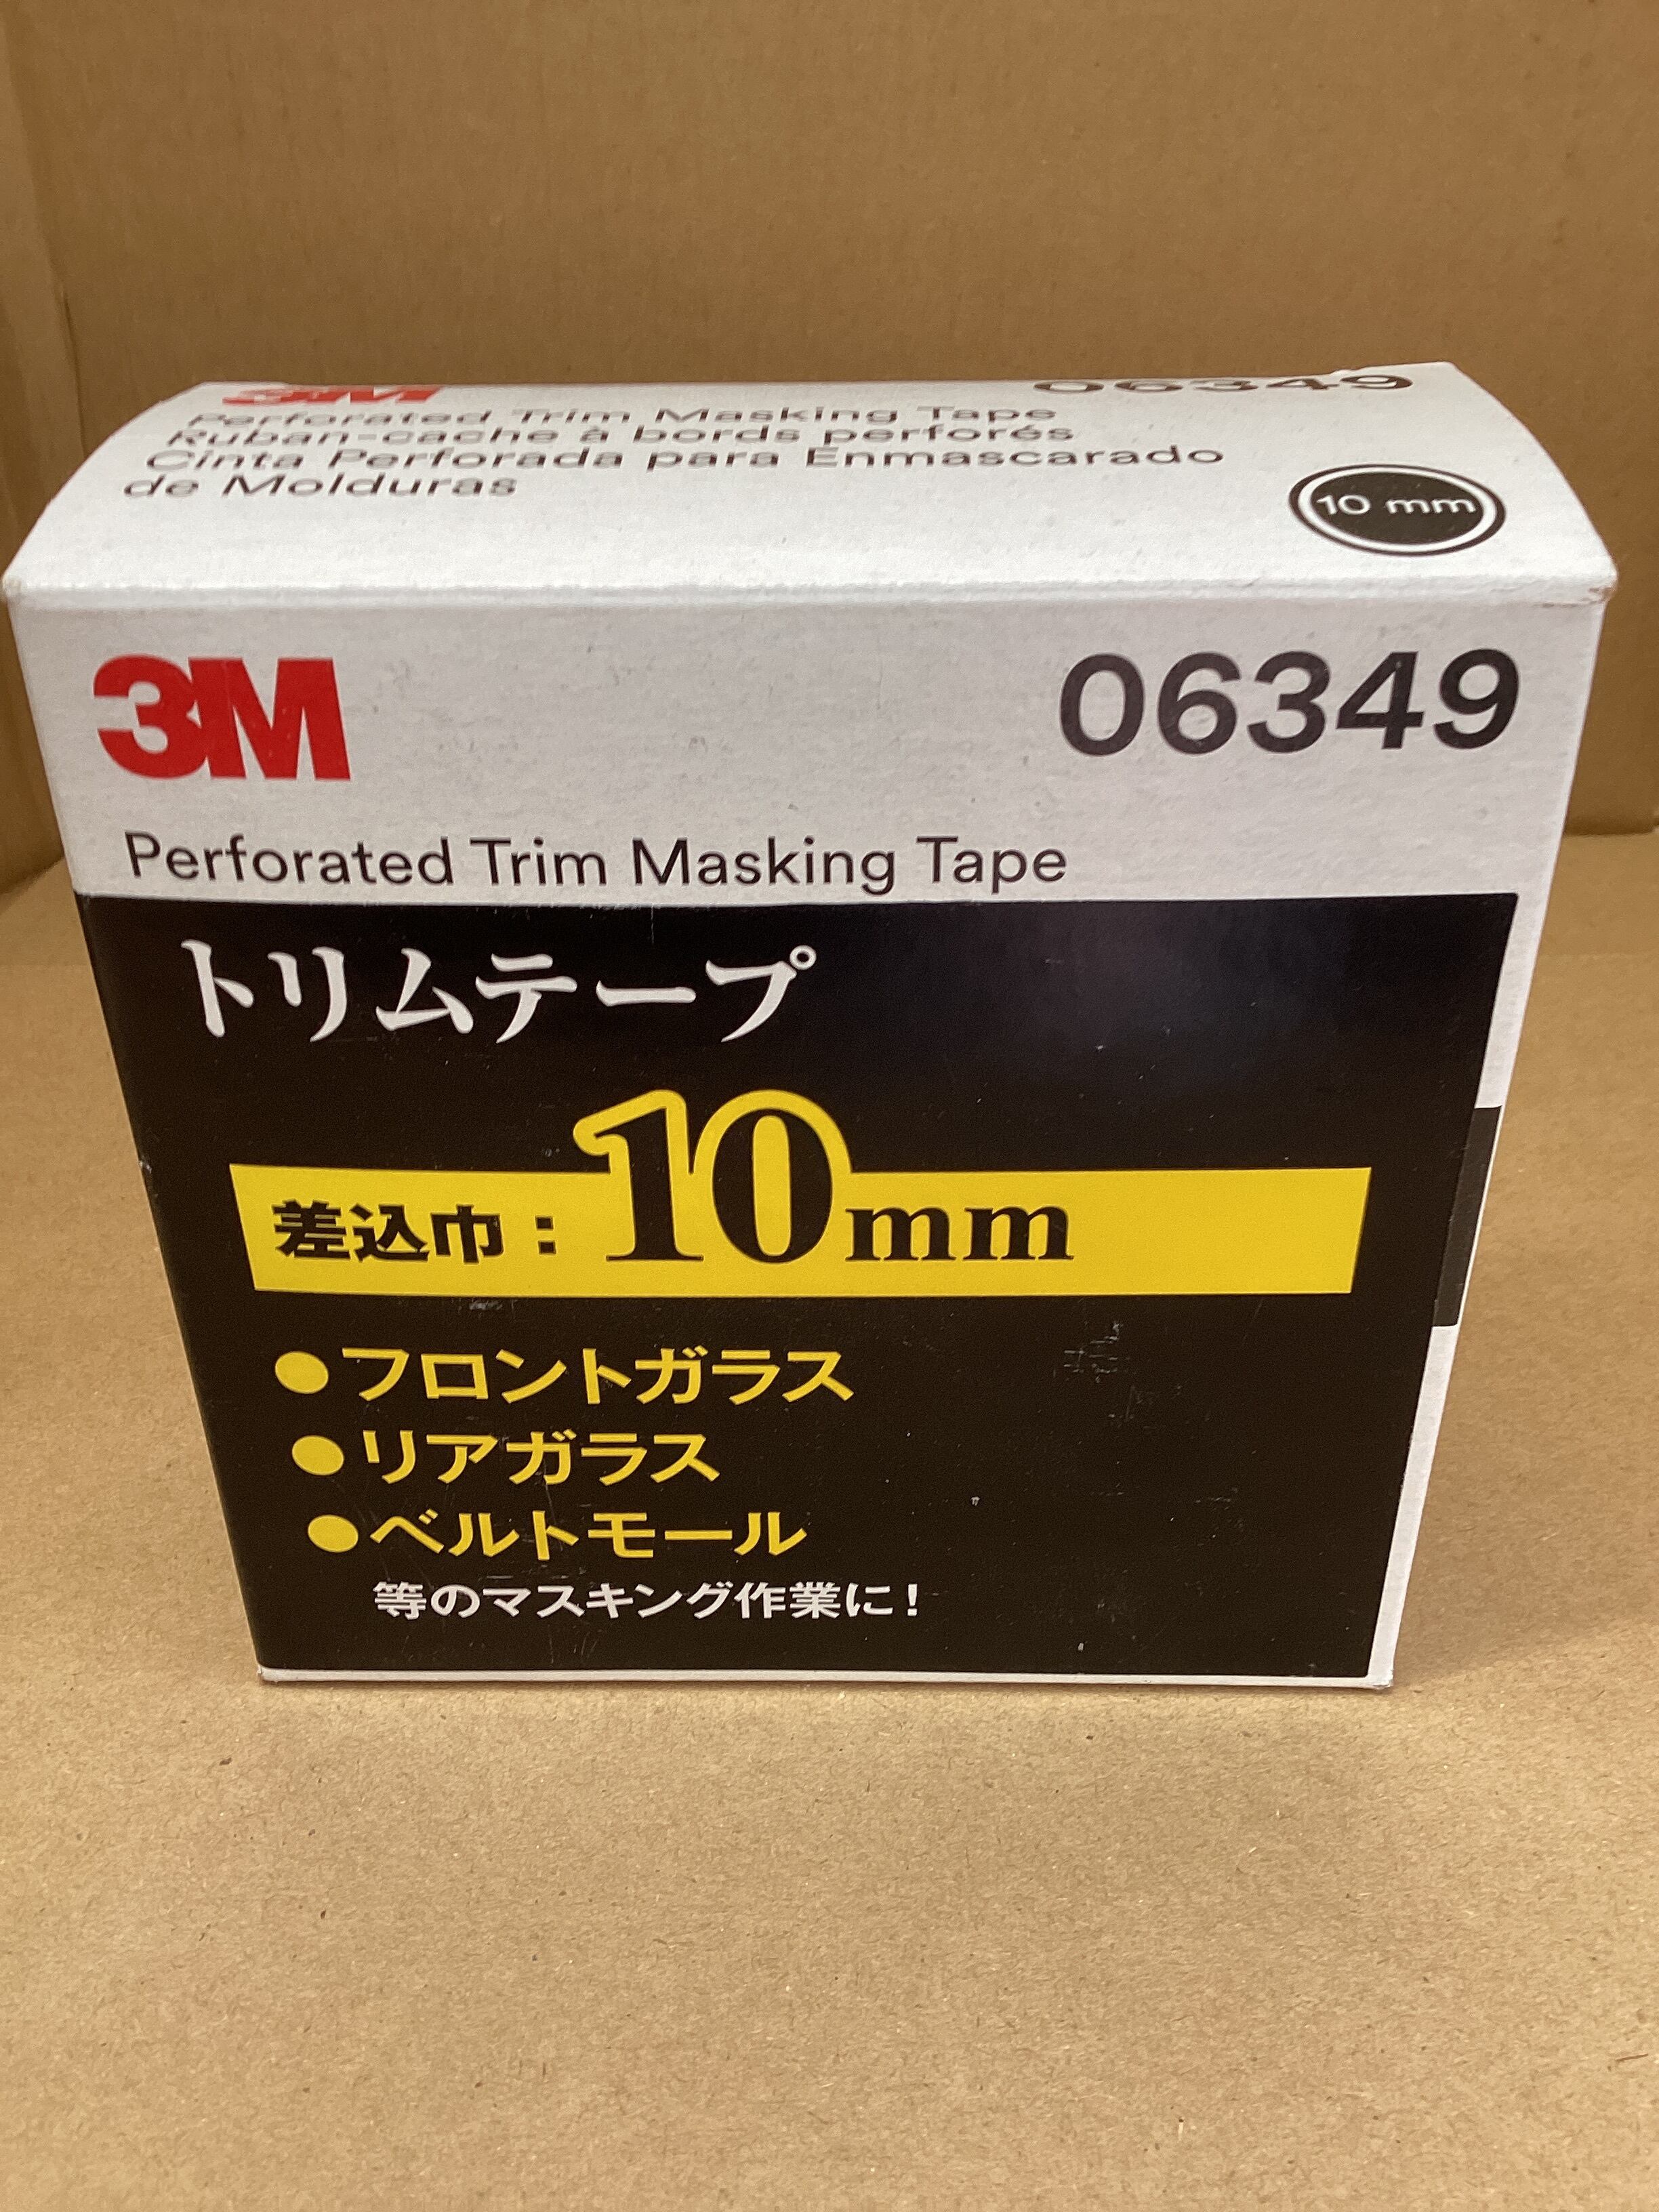 3M
06349
Perforated Trim Masking Tape
Ruban-cache à bords perforés
Cinta Perforada para Enmascarado
de Molduras
10 mm
3M
06349
Perforated Trim Masking Tape
トリムテープ
差込巾：10mm
●フロントガラス
●リアガラス
●ベルトモール
等のマスキング作業に！